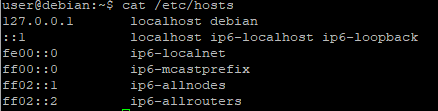 user@debian:~$ cat /etc/hosts
127.0.0.1 localhost debian
::1 localhost ip6-localhost ip6-loopback
fe00::0 ip6-localnet
ff00::0 ip6-mcastprefix
ff02::1 ip6-allnodes
ff02::2 ip6-allrouters